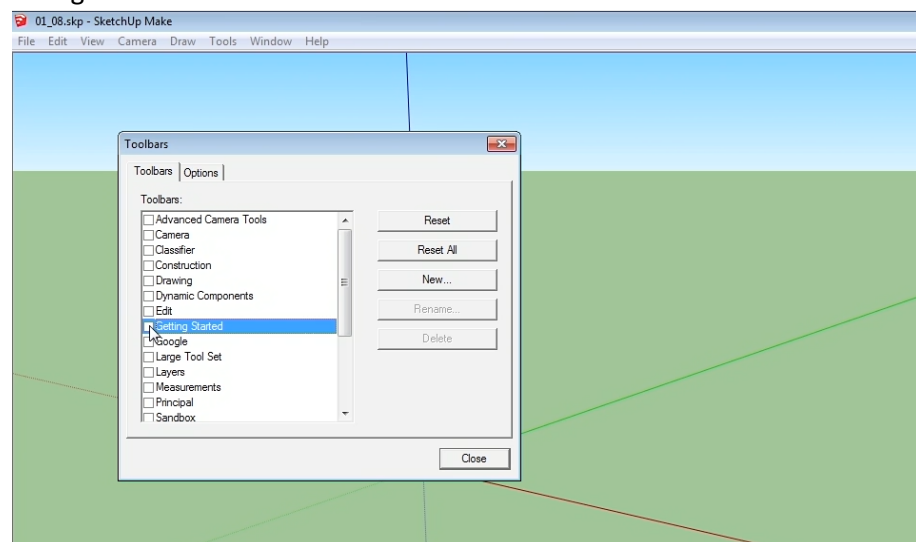 01_08.skp - SketchUp Make
File Edit View Camera Draw Tools Window Help
Toolbars
Toolbars Options
Toolbars:
Advanced Camera Tools
Camera
Classifier
Construction
Drawing
Dynamic Components
Edit
Getting Started
Google
Large Tool Set
Layers
Measurements
Principal
Sandbox
Reset
Reset All
New...
Rename...
Delete
Close